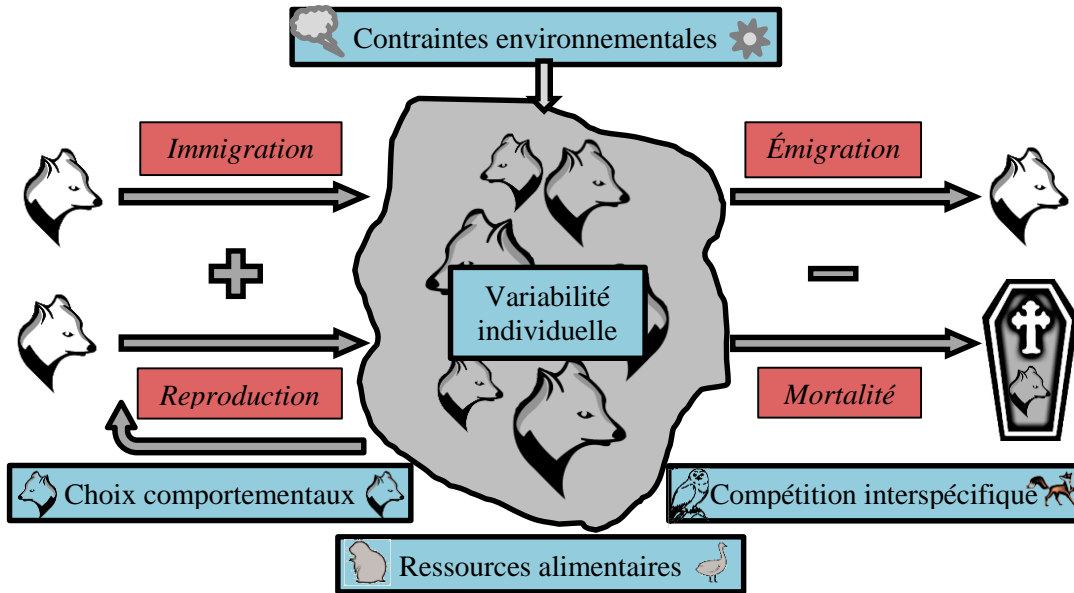 Contraintes environnementales
Immigration
Émigration
Variabilité
individuelle
Reproduction
Mortalité
Choix comportementaux
Compétition interspécifique
Ressources alimentaires